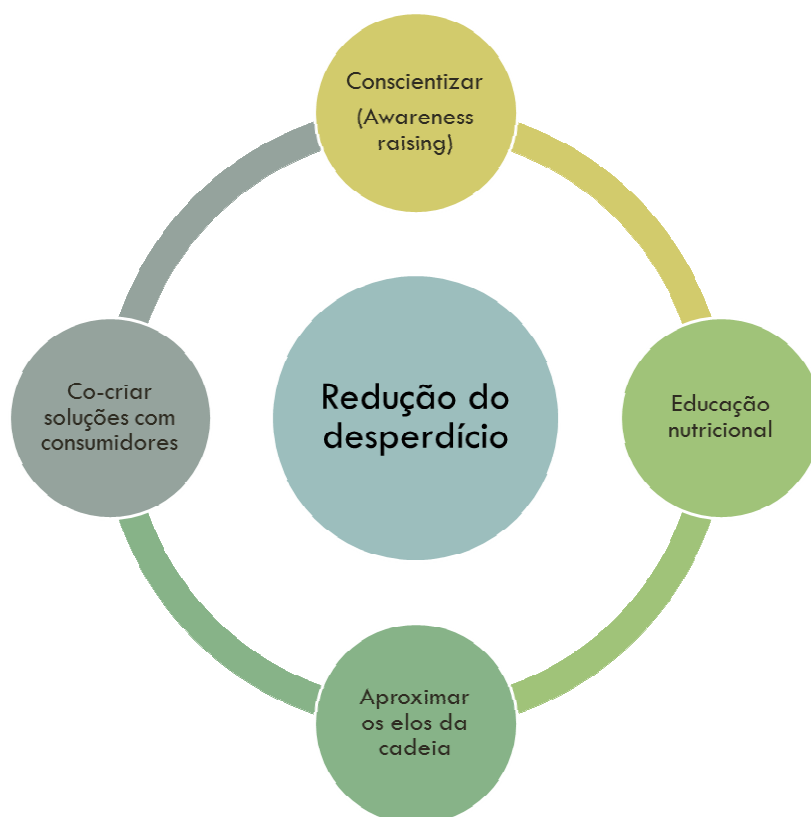 Conscientizar
(Awareness
raising)
Co-criar
soluções com
consumidores
Redução do
desperdício
Educação
nutricional
Aproximar
os elos da
cadeia